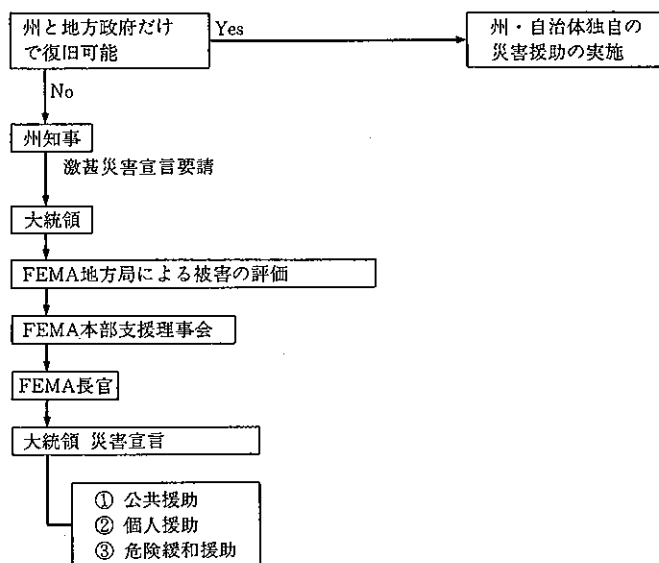 州と地方政府だけ
で復旧可能
Yes
州・自治体独自の
災害援助の実施
No
州知事
激甚災害宣言要請
大統領
FEMA地方局による被害の評価
FEMA本部支援理事会
FEMA長官
大統領 災害宣言
① 公共援助
② 個人援助
③ 危険緩和援助